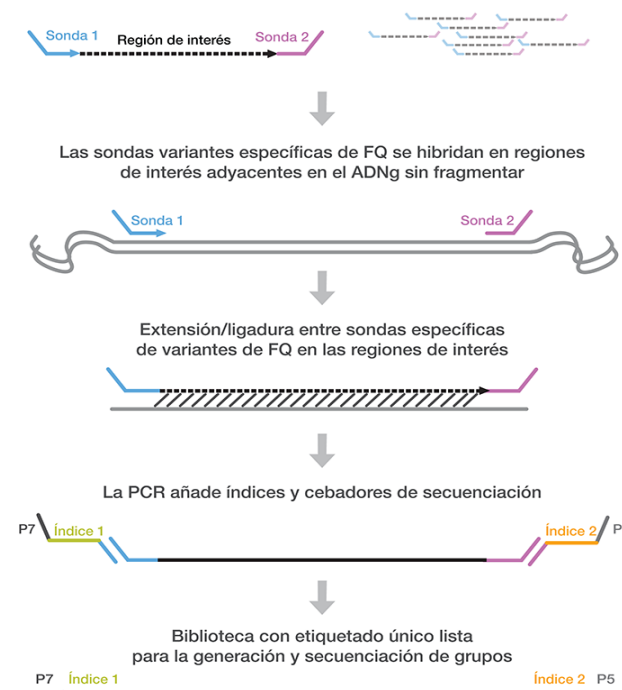 Sonda 1 Región de interés Sonda 2
Las sondas variantes específicas de FQ se hibridan en regiones
de interés adyacentes en el ADNg sin fragmentar
Sonda 1 Sonda 2
Extensión/ligadura entre sondas específicas
de variantes de FQ en las regiones de interés
La PCR añade índices y cebadores de secuenciación
P7 Índice 1 Índice 2 P
Biblioteca con etiquetado único lista
para la generación y secuenciación de grupos
P7 Índice 1 Índice 2 P5